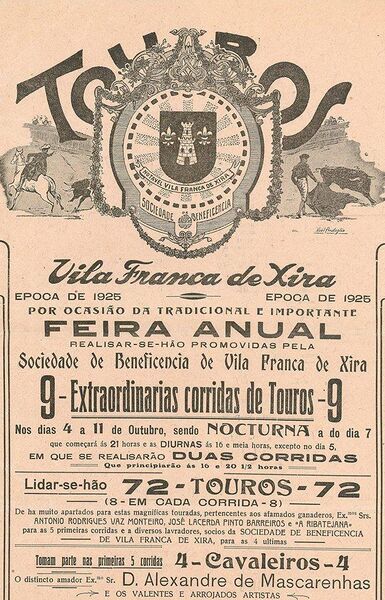 TOUROS
NOTAVEL VILA FRANCA DE XIRA
SOCIEDADE BENEFICENCIA
Vila Franca de Xira
EPOCA DE 1925 EPOCA DE 1925
POR OCASIÃO DA TRADICIONAL E IMPORTANTE
FEIRA ANUAL
REALISAR-SE-HÃO PROMOVIDAS PELA
Sociedade de Beneficencia de Vila Franca de Xira
9 - Extraordinarias corridas de Touros - 9
Nos dias 4 a 11 de Outubro, sendo NOCTURNA a do dia 7
que começará ás 21 horas e as DIURNAS ás 16 e meia horas, excepto no dia 5,
EM QUE SE REALISARÃO DUAS CORRIDAS
Que principiarão ás 16 e 20 1/2 horas
Lidar-se-hão 72 - TOUROS - 72
(8 - EM CADA CORRIDA - 8)
De ha muito apartados para estas magníficas touradas, pertencentes aos afamados ganaderos, Ex.mos Srs.
ANTONIO RODRIGUES VAZ MONTEIRO, JOSÉ LACERDA PINTO BARREIROS e «A RIBATEJANA»
para as 5 primeiras corridas e a diversos lavradores, socios da SOCIEDADE DE BENEFICENCIA
DE VILA FRANCA DE XIRA, para as 4 ultimas
Tomam parte nas primeiras 5 corridas 4 - Cavaleiros - 4
O distincto amador Ex.mo Sr. D. Alexandre de Mascarenhas
E OS VALENTES E ARROJADOS ARTISTAS